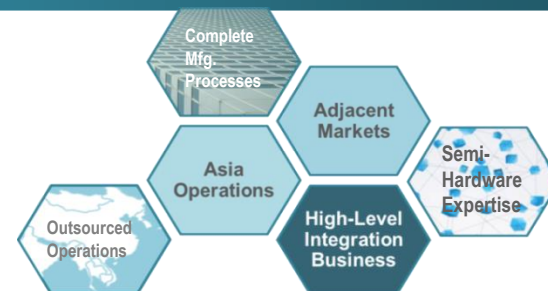 Complete
Mfg.
Processes
Adjacent
Markets
Semi-
Hardware
Expertise
Asia
Operations
High-Level
Integration
Business
Outsourced
Operations